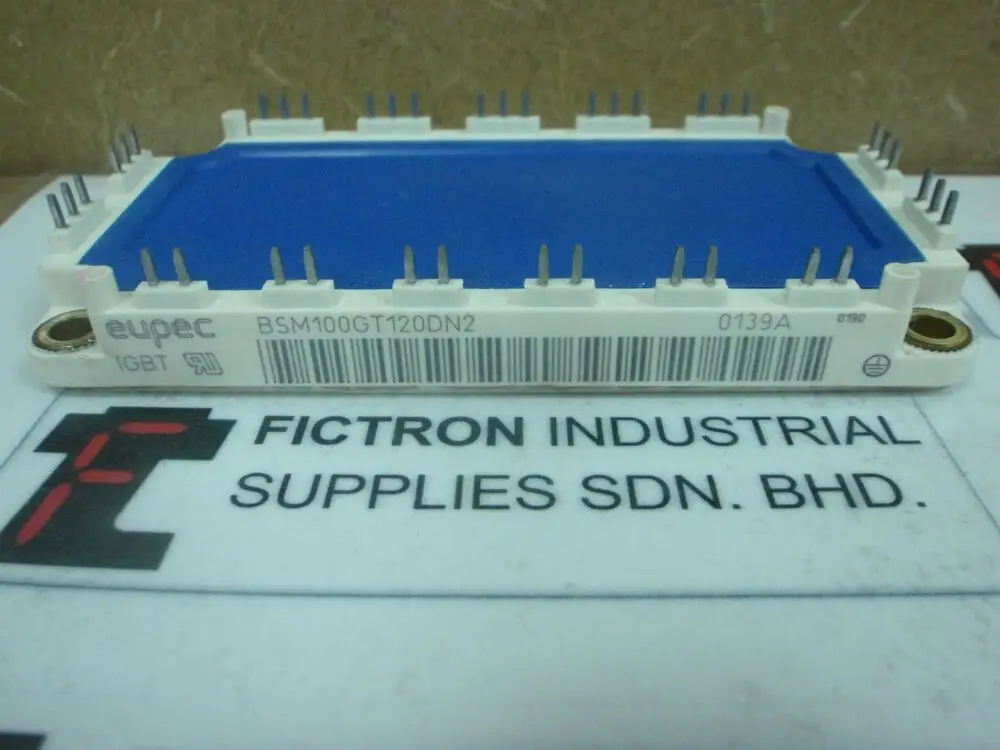 eupec BSM100GT120DN2 0139A 0190
IGBT
FICTRON INDUSTRIAL
SUPPLIES SDN. BHD.